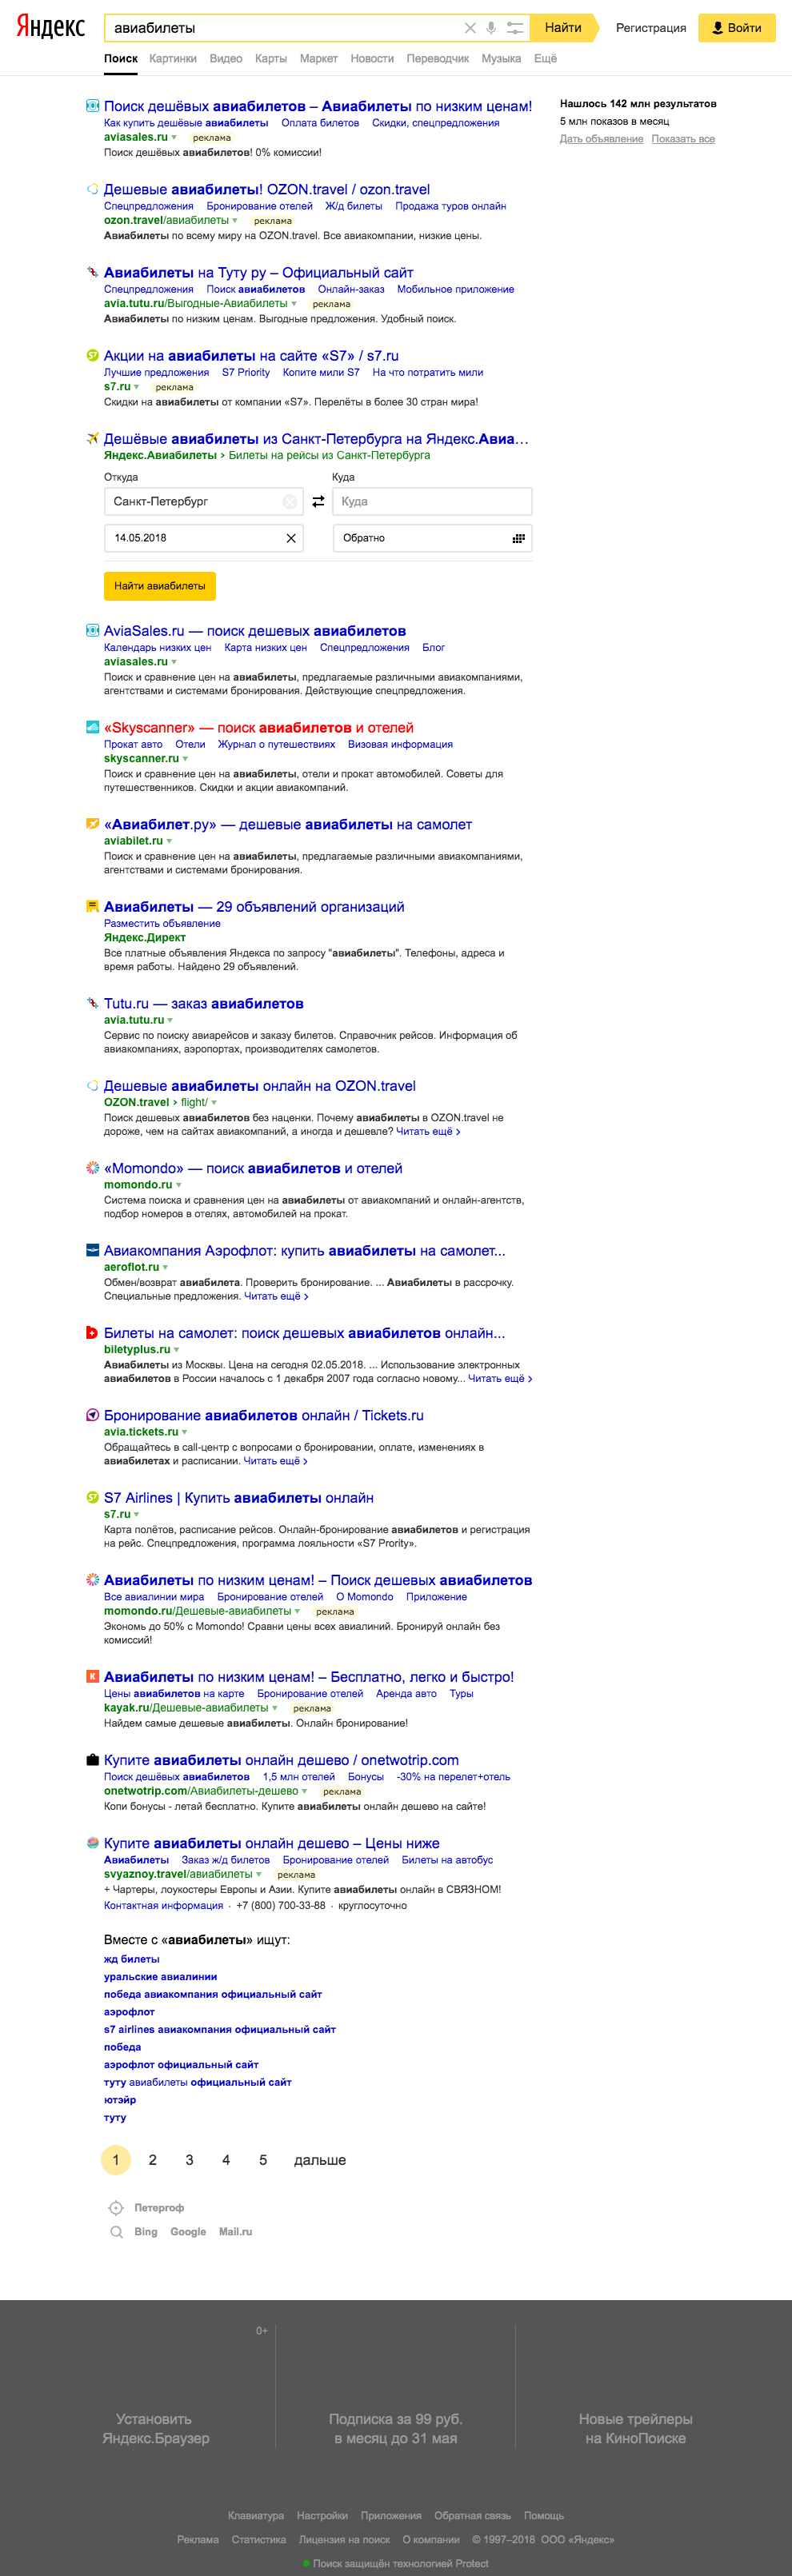 Яндекс
авиабилеты
Найти
Регистрация
Войти
Поиск Картинки Видео Карты Маркет Новости Переводчик Музыка Ещё
Поиск дешёвых авиабилетов – Авиабилеты по низким ценам!
Как купить дешёвые авиабилеты Оплата билетов Скидки, спецпредложения
aviasales.ru реклама
Поиск дешёвых авиабилетов! 0% комиссии!
Нашлось 142 млн результатов
5 млн показов в месяц
Дать объявление Показать все
Дешевые авиабилеты! OZON.travel / ozon.travel
Спецпредложения Бронирование отелей Ж/д билеты Продажа туров онлайн
ozon.travel/авиабилеты реклама
Авиабилеты по всему миру на OZON.travel. Все авиакомпании, низкие цены.
Авиабилеты на Туту ру – Официальный сайт
Спецпредложения Поиск авиабилетов Онлайн-заказ Мобильное приложение
avia.tutu.ru/Выгодные-Авиабилеты реклама
Авиабилеты по низким ценам. Выгодные предложения. Удобный поиск.
Акции на авиабилеты на сайте «S7» / s7.ru
Лучшие предложения S7 Priority Копите мили S7 На что потратить мили
s7.ru реклама
Скидки на авиабилеты от компании «S7». Перелёты в более 30 стран мира!
Дешёвые авиабилеты из Санкт-Петербурга на Яндекс.Авиа...
Яндекс.Авиабилеты › Билеты на рейсы из Санкт-Петербурга
Откуда Куда
Санкт-Петербург Куда
14.05.2018 Обратно
Найти авиабилеты
AviaSales.ru — поиск дешевых авиабилетов
Календарь низких цен Карта низких цен Спецпредложения Блог
aviasales.ru
Поиск и сравнение цен на авиабилеты, предлагаемые различными авиакомпаниями,
агентствами и системами бронирования. Действующие спецпредложения.
«Skyscanner» — поиск авиабилетов и отелей
Прокат авто Отели Журнал о путешествиях Визовая информация
skyscanner.ru
Поиск и сравнение цен на авиабилеты, отели и прокат автомобилей. Советы для
путешественников. Скидки и акции авиакомпаний.
«Авиабилет.ру» — дешевые авиабилеты на самолет
aviabilet.ru
Поиск и сравнение цен на авиабилеты, предлагаемые различными авиакомпаниями,
агентствами и системами бронирования.
Авиабилеты — 29 объявлений организаций
Разместить объявление
Яндекс.Директ
Все платные объявления Яндекса по запросу "авиабилеты". Телефоны, адреса и
время работы. Найдено 29 объявлений.
Tutu.ru — заказ авиабилетов
avia.tutu.ru
Сервис по поиску авиарейсов и заказу билетов. Справочник рейсов. Информация об
авиакомпаниях, аэропортах, производителях самолетов.
Дешевые авиабилеты онлайн на OZON.travel
OZON.travel › flight/
Поиск дешевых авиабилетов без наценки. Почему авиабилеты в OZON.travel не
дороже, чем на сайтах авиакомпаний, а иногда и дешевле? Читать ещё ›
«Momondo» — поиск авиабилетов и отелей
momondo.ru
Система поиска и сравнения цен на авиабилеты от авиакомпаний и онлайн-агентств,
подбор номеров в отелях, автомобилей на прокат.
Авиакомпания Аэрофлот: купить авиабилеты на самолет...
aeroflot.ru
Обмен/возврат авиабилета. Проверить бронирование. ... Авиабилеты в рассрочку.
Специальные предложения. Читать ещё ›
Билеты на самолет: поиск дешевых авиабилетов онлайн...
biletyplus.ru
Авиабилеты из Москвы. Цена на сегодня 02.05.2018. ... Использование электронных
авиабилетов в России началось с 1 декабря 2007 года согласно новому... Читать ещё ›
Бронирование авиабилетов онлайн / Tickets.ru
avia.tickets.ru
Обращайтесь в call-центр с вопросами о бронировании, оплате, изменениях в
авиабилетах и расписании. Читать ещё ›
S7 Airlines | Купить авиабилеты онлайн
s7.ru
Карта полётов, расписание рейсов. Онлайн-бронирование авиабилетов и регистрация
на рейс. Спецпредложения, программа лояльности «S7 Prority».
Авиабилеты по низким ценам! – Поиск дешевых авиабилетов
Все авиалинии мира Бронирование отелей О Momondo Приложение
momondo.ru/Дешевые-авиабилеты реклама
Экономь до 50% с Momondo! Сравни цены всех авиалиний. Бронируй онлайн без
комиссий!
Авиабилеты по низким ценам! – Бесплатно, легко и быстро!
Цены авиабилетов на карте Бронирование отелей Аренда авто Туры
kayak.ru/Дешевые-авиабилеты реклама
Найдем самые дешевые авиабилеты. Онлайн бронирование!
Купите авиабилеты онлайн дешево / onetwotrip.com
Поиск дешёвых авиабилетов 1,5 млн отелей Бонусы -30% на перелет+отель
onetwotrip.com/Авиабилеты-дешево реклама
Копи бонусы - летай бесплатно. Купите авиабилеты онлайн дешево на сайте!
Купите авиабилеты онлайн дешево – Цены ниже
Авиабилеты Заказ ж/д билетов Бронирование отелей Билеты на автобус
svyaznoy.travel/авиабилеты реклама
+ Чартеры, лоукостеры Европы и Азии. Купите авиабилеты онлайн в СВЯЗНОМ!
Контактная информация · +7 (800) 700-33-88 · круглосуточно
Вместе с «авиабилеты» ищут:
жд билеты
уральские авиалинии
победа авиакомпания официальный сайт
аэрофлот
s7 airlines авиакомпания официальный сайт
победа
аэрофлот официальный сайт
туту авиабилеты официальный сайт
ютэйр
туту
1 2 3 4 5 дальше
Петергоф
Bing Google Mail.ru
0+
Установить
Яндекс.Браузер
Подписка за 99 руб.
в месяц до 31 мая
Новые трейлеры
на КиноПоиске
Клавиатура Настройки Приложения Обратная связь Помощь
Реклама Статистика Лицензия на поиск О компании © 1997–2018 ООО «Яндекс»
Поиск защищён технологией Protect